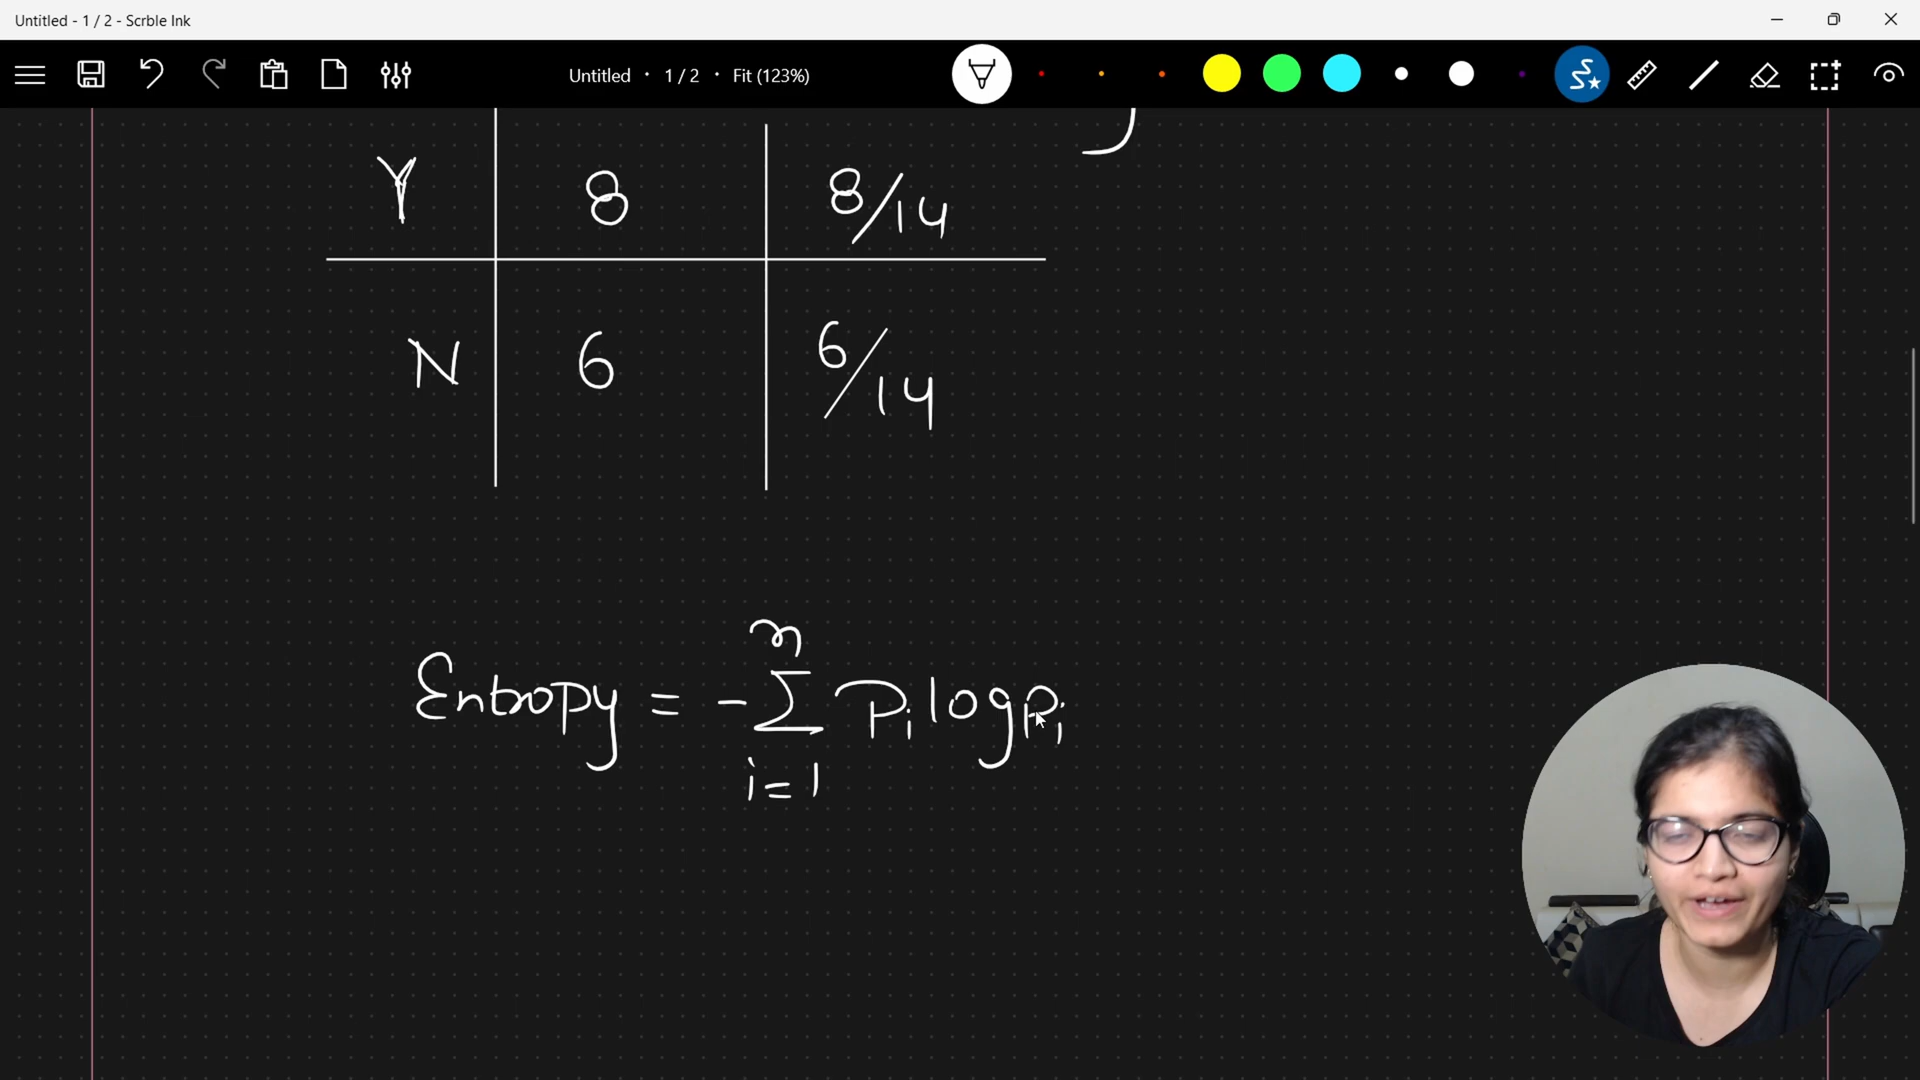 Untitled - 1 / 2 - Scrble Ink
Untitled • 1 / 2 • Fit (123%)
Y 8 8/14
N 6 6/14
Entropy = - n Σ i=1 Pi log pi